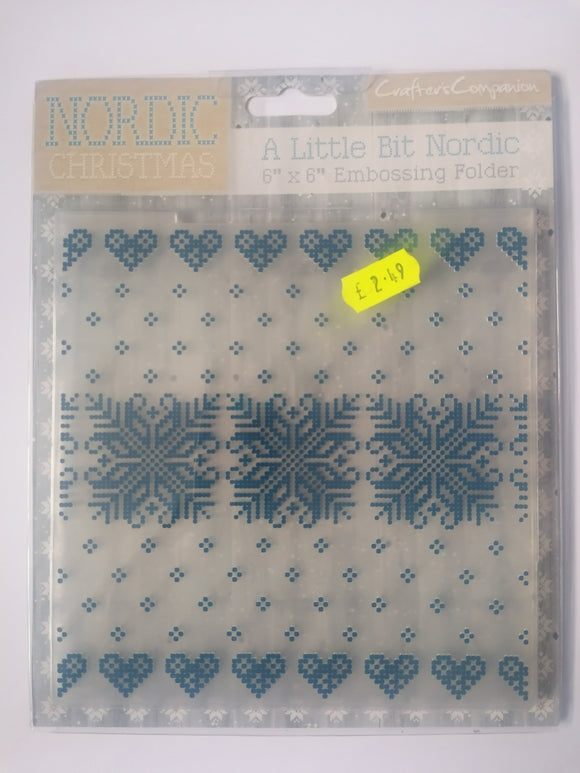 NORDIC
CHRISTMAS
Crafter's Companion
A Little Bit Nordic
6" x 6" Embossing Folder
£2.49